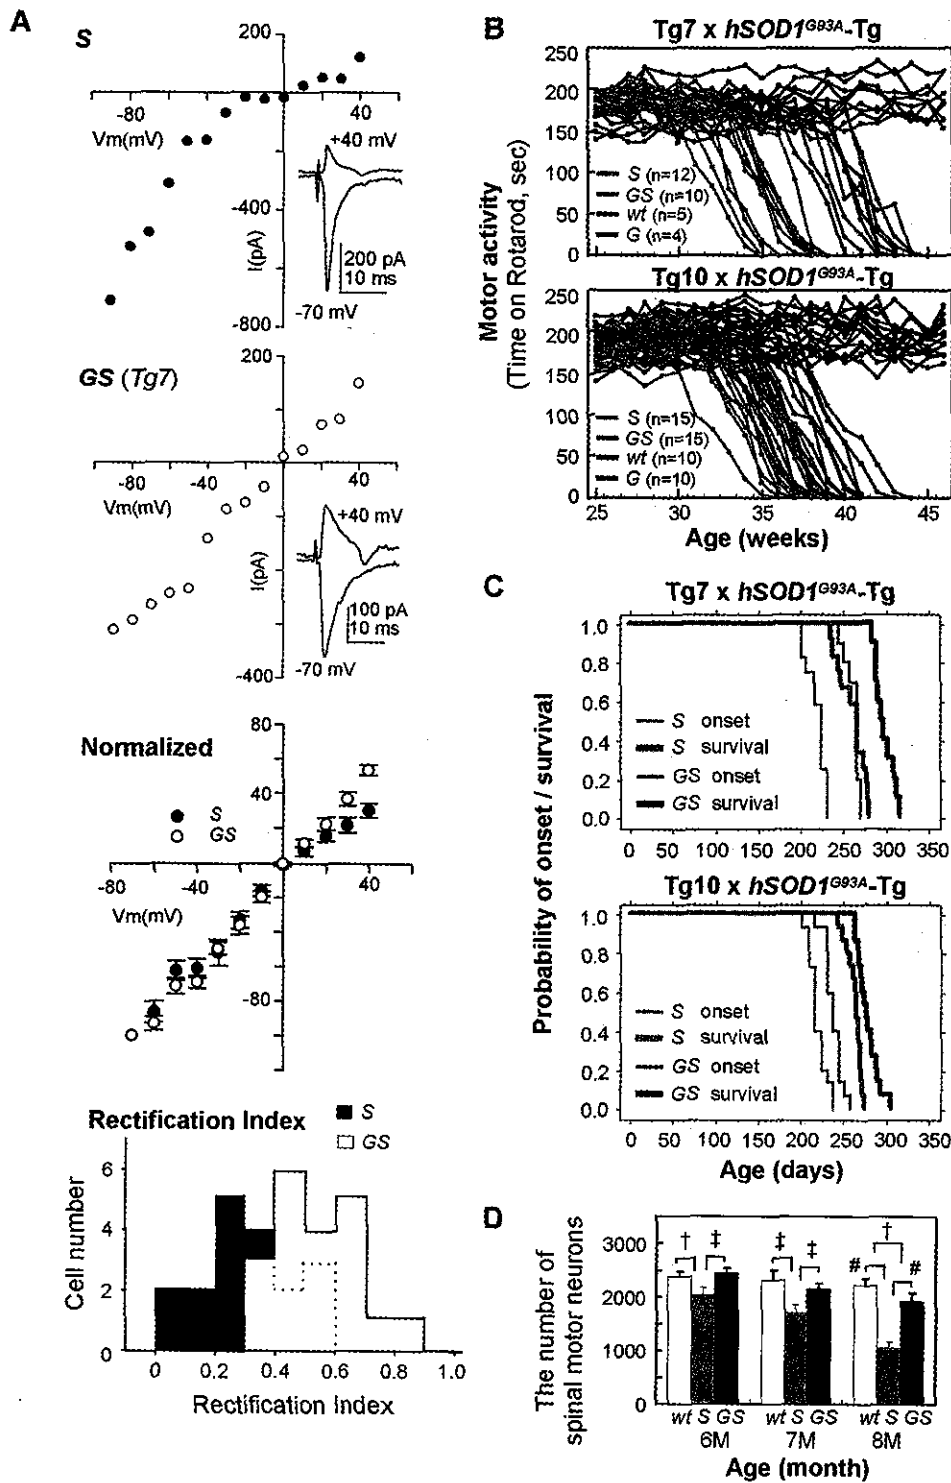 A
S
200
-80
40
Vm(mV)
+40 mV
-400
I(pA)
200 pA
10 ms
-70 mV
-800
GS (Tg7)
200
-80
-40
40
Vm(mV)
+40 mV
I(pA)
100 pA
10 ms
-70 mV
-400
80
Normalized
40
S
GS
-80
-40
40
Vm(mV)
-80
Rectification Index
S
GS
6
4
2
0
Cell number
0
0.2
0.4
0.6
0.8
1.0
Rectification Index
B
Tg7 x hSOD1G93A-Tg
250
200
150
100
50
0
S (n=12)
GS (n=10)
wt (n=5)
G (n=4)
Motor activity
(Time on Rotarod, sec)
Tg10 x hSOD1G93A-Tg
250
200
150
100
50
0
S (n=15)
GS (n=15)
wt (n=10)
G (n=10)
25
30
35
40
45
Age (weeks)
C
Tg7 x hSOD1G93A-Tg
1.0
0.8
0.6
0.4
0.2
0.0
S onset
S survival
GS onset
GS survival
0 50 100 150 200 250 300 350
Probability of onset / survival
Tg10 x hSOD1G93A-Tg
1.0
0.8
0.6
0.4
0.2
0.0
S onset
S survival
GS onset
GS survival
0 50 100 150 200 250 300 350
Age (days)
D
The number of
spinal motor neurons
3000
2000
1000
0
† ‡
‡ ‡
# † #
wt S GS wt S GS wt S GS
6M 7M 8M
Age (month)